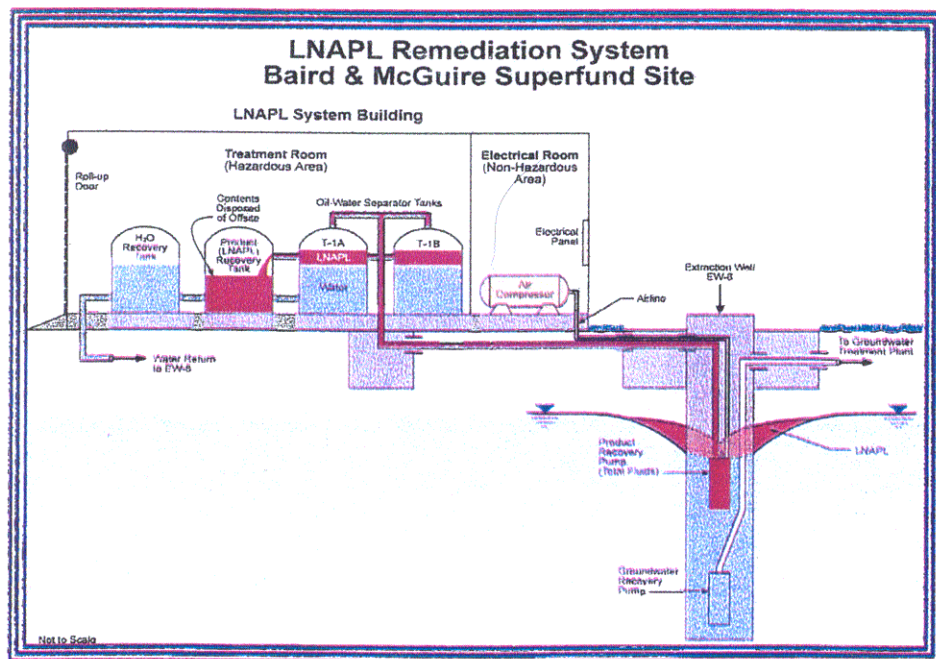 LNAPL Remediation System
Baird & McGuire Superfund Site
LNAPL System Building
Treatment Room
(Hazardous Area)
Electrical Room
(Non-Hazardous
Area)
Roll-up
Door
Contents
Disposed
of Offsite
Oil-Water Separator Tanks
Electrical
Panel
H₂O
Recovery
Tank
Product
(LNAPL)
Recovery
Tank
T-1A
LNAPL
Water
T-1B
Air
Compressor
Extraction Well
EW-8
Airline
Water Return
to EW-8
To Groundwater
Treatment Plant
Product
Recovery
Pump
(Total Fluids)
LNAPL
Groundwater
Recovery
Pump
Not to Scale